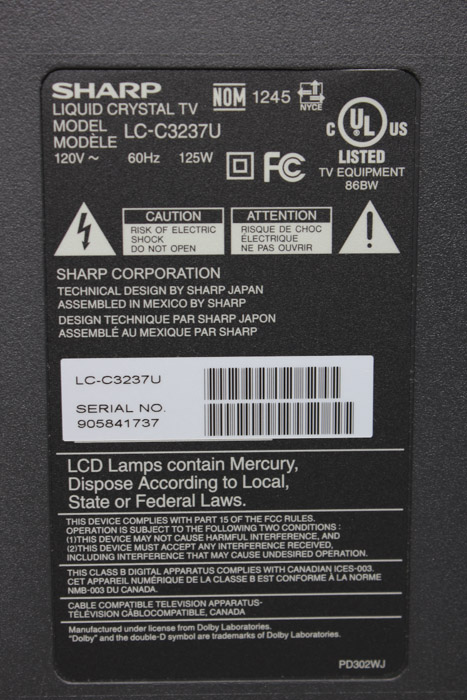 SHARP
LIQUID CRYSTAL TV
MODEL LC-C3237U
MODÈLE
120V ~ 60Hz 125W
NOM 1245 NYCE
FC
C UL US
LISTED
TV EQUIPMENT
86BW
CAUTION
RISK OF ELECTRIC
SHOCK
DO NOT OPEN
ATTENTION
RISQUE DE CHOC
ÉLECTRIQUE
NE PAS OUVRIR
SHARP CORPORATION
TECHNICAL DESIGN BY SHARP JAPAN
ASSEMBLED IN MEXICO BY SHARP
DESIGN TECHNIQUE PAR SHARP JAPON
ASSEMBLÉ AU MEXIQUE PAR SHARP
LC-C3237U
SERIAL NO.
905841737
LCD Lamps contain Mercury,
Dispose According to Local,
State or Federal Laws.
THIS DEVICE COMPLIES WITH PART 15 OF THE FCC RULES.
OPERATION IS SUBJECT TO THE FOLLOWING TWO CONDITIONS :
(1)THIS DEVICE MAY NOT CAUSE HARMFUL INTERFERENCE, AND
(2)THIS DEVICE MUST ACCEPT ANY INTERFERENCE RECEIVED,
INCLUDING INTERFERENCE THAT MAY CAUSE UNDESIRED OPERATION.
THIS CLASS B DIGITAL APPARATUS COMPLIES WITH CANADIAN ICES-003.
CET APPAREIL NUMÉRIQUE DE LA CLASSE B EST CONFORME À LA NORME
NMB-003 DU CANADA.
CABLE COMPATIBLE TELEVISION APPARATUS-
TÉLÉVISION CÂBLOCOMPATIBLE, CANADA
Manufactured under license from Dolby Laboratories.
"Dolby" and the double-D symbol are trademarks of Dolby Laboratories.
PD302WJ